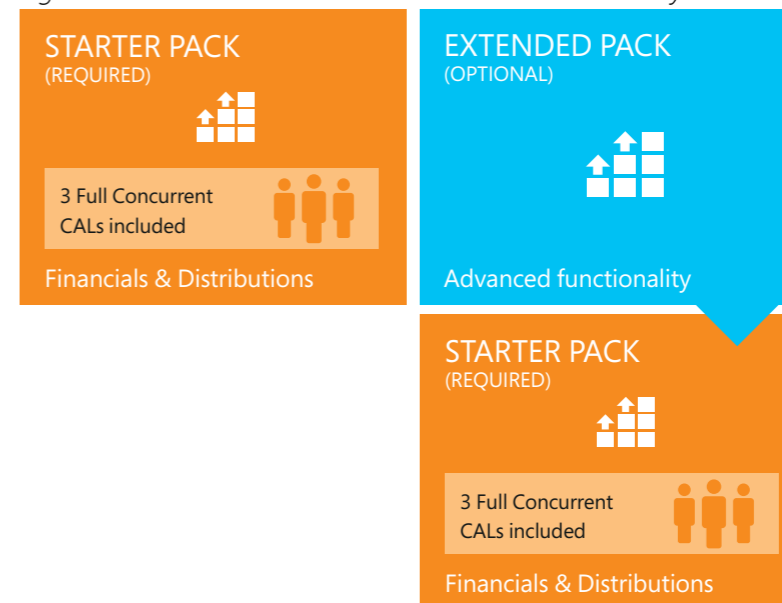 STARTER PACK
(REQUIRED)
3 Full Concurrent
CALs included
Financials & Distributions
EXTENDED PACK
(OPTIONAL)
Advanced functionality
STARTER PACK
(REQUIRED)
3 Full Concurrent
CALs included
Financials & Distributions